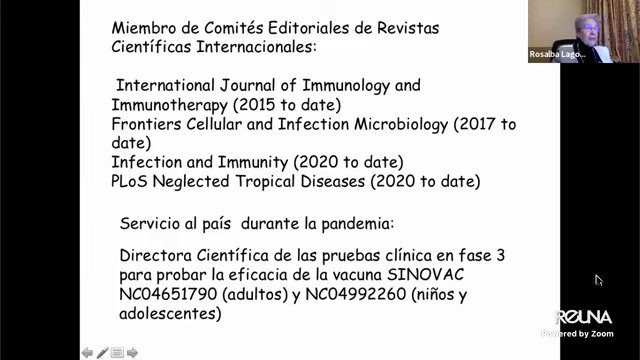 Miembro de Comités Editoriales de Revistas
Científicas Internacionales:
International Journal of Immunology and
Immunotherapy (2015 to date)
Frontiers Cellular and Infection Microbiology (2017 to
date)
Infection and Immunity (2020 to date)
PLoS Neglected Tropical Diseases (2020 to date)
Servicio al país durante la pandemia:
Directora Científica de las pruebas clínica en fase 3
para probar la eficacia de la vacuna SINOVAC
NC04651790 (adultos) y NC04992260 (niños y
adolescentes)
Rosalba Lago...
REUNA
Powered by Zoom